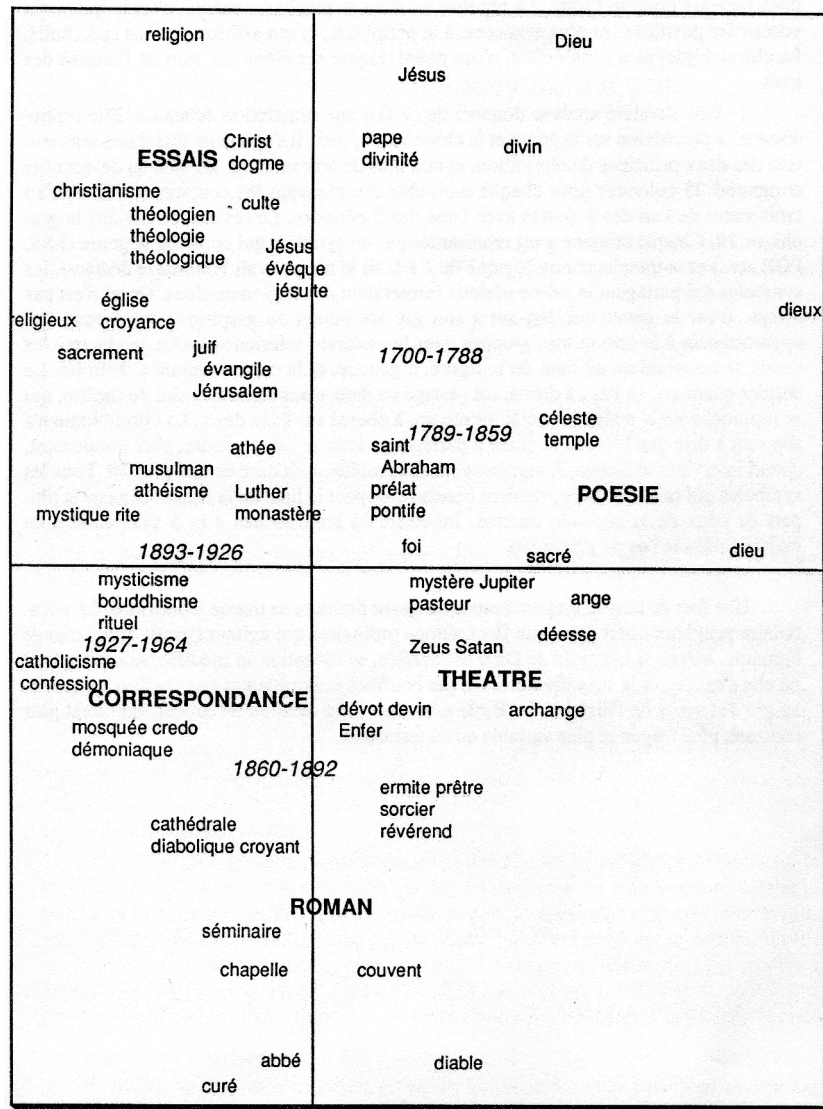 religion
Dieu
Jésus
Christ
pape
ESSAIS
dogme
divinité
divin
christianisme
culte
théologien
théologie
théologique
Jésus
évêque
jésuite
église
religieux
croyance
dieux
sacrement
juif
évangile
Jérusalem
1700-1788
céleste
1789-1859
temple
athée
saint
musulman
Abraham
athéisme
Luther
prélat
POESIE
mystique rite
monastère
pontife
1893-1926
foi
sacré
dieu
mysticisme
mystère Jupiter
bouddhisme
pasteur
ange
rituel
1927-1964
déesse
Zeus Satan
catholicisme
confession
THEATRE
CORRESPONDANCE
dévot devin
archange
mosquée credo
Enfer
démoniaque
1860-1892
ermite prêtre
sorcier
cathédrale
révérend
diabolique croyant
ROMAN
séminaire
chapelle
couvent
abbé
diable
curé